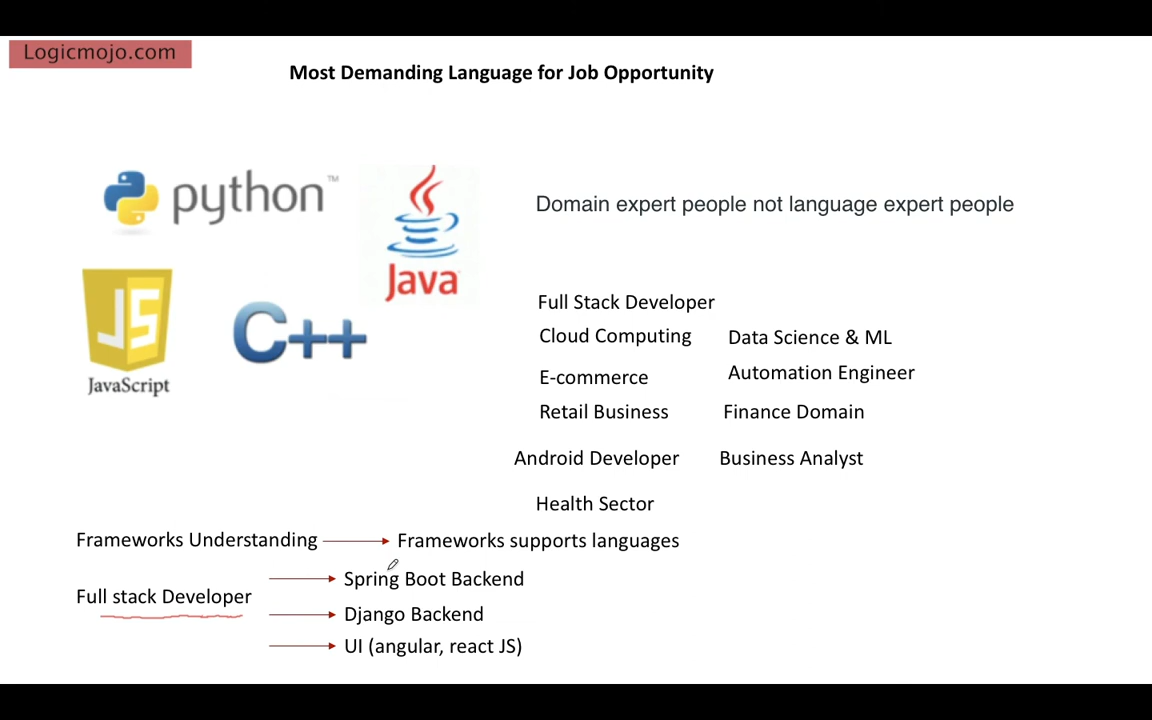 Logicmojo.com
Most Demanding Language for Job Opportunity
python™
Java
Domain expert people not language expert people
JS
JavaScript
C++
Full Stack Developer
Cloud Computing
Data Science & ML
E-commerce
Automation Engineer
Retail Business
Finance Domain
Android Developer
Business Analyst
Health Sector
Frameworks Understanding
Frameworks supports languages
Full stack Developer
Spring Boot Backend
Django Backend
UI (angular, react JS)